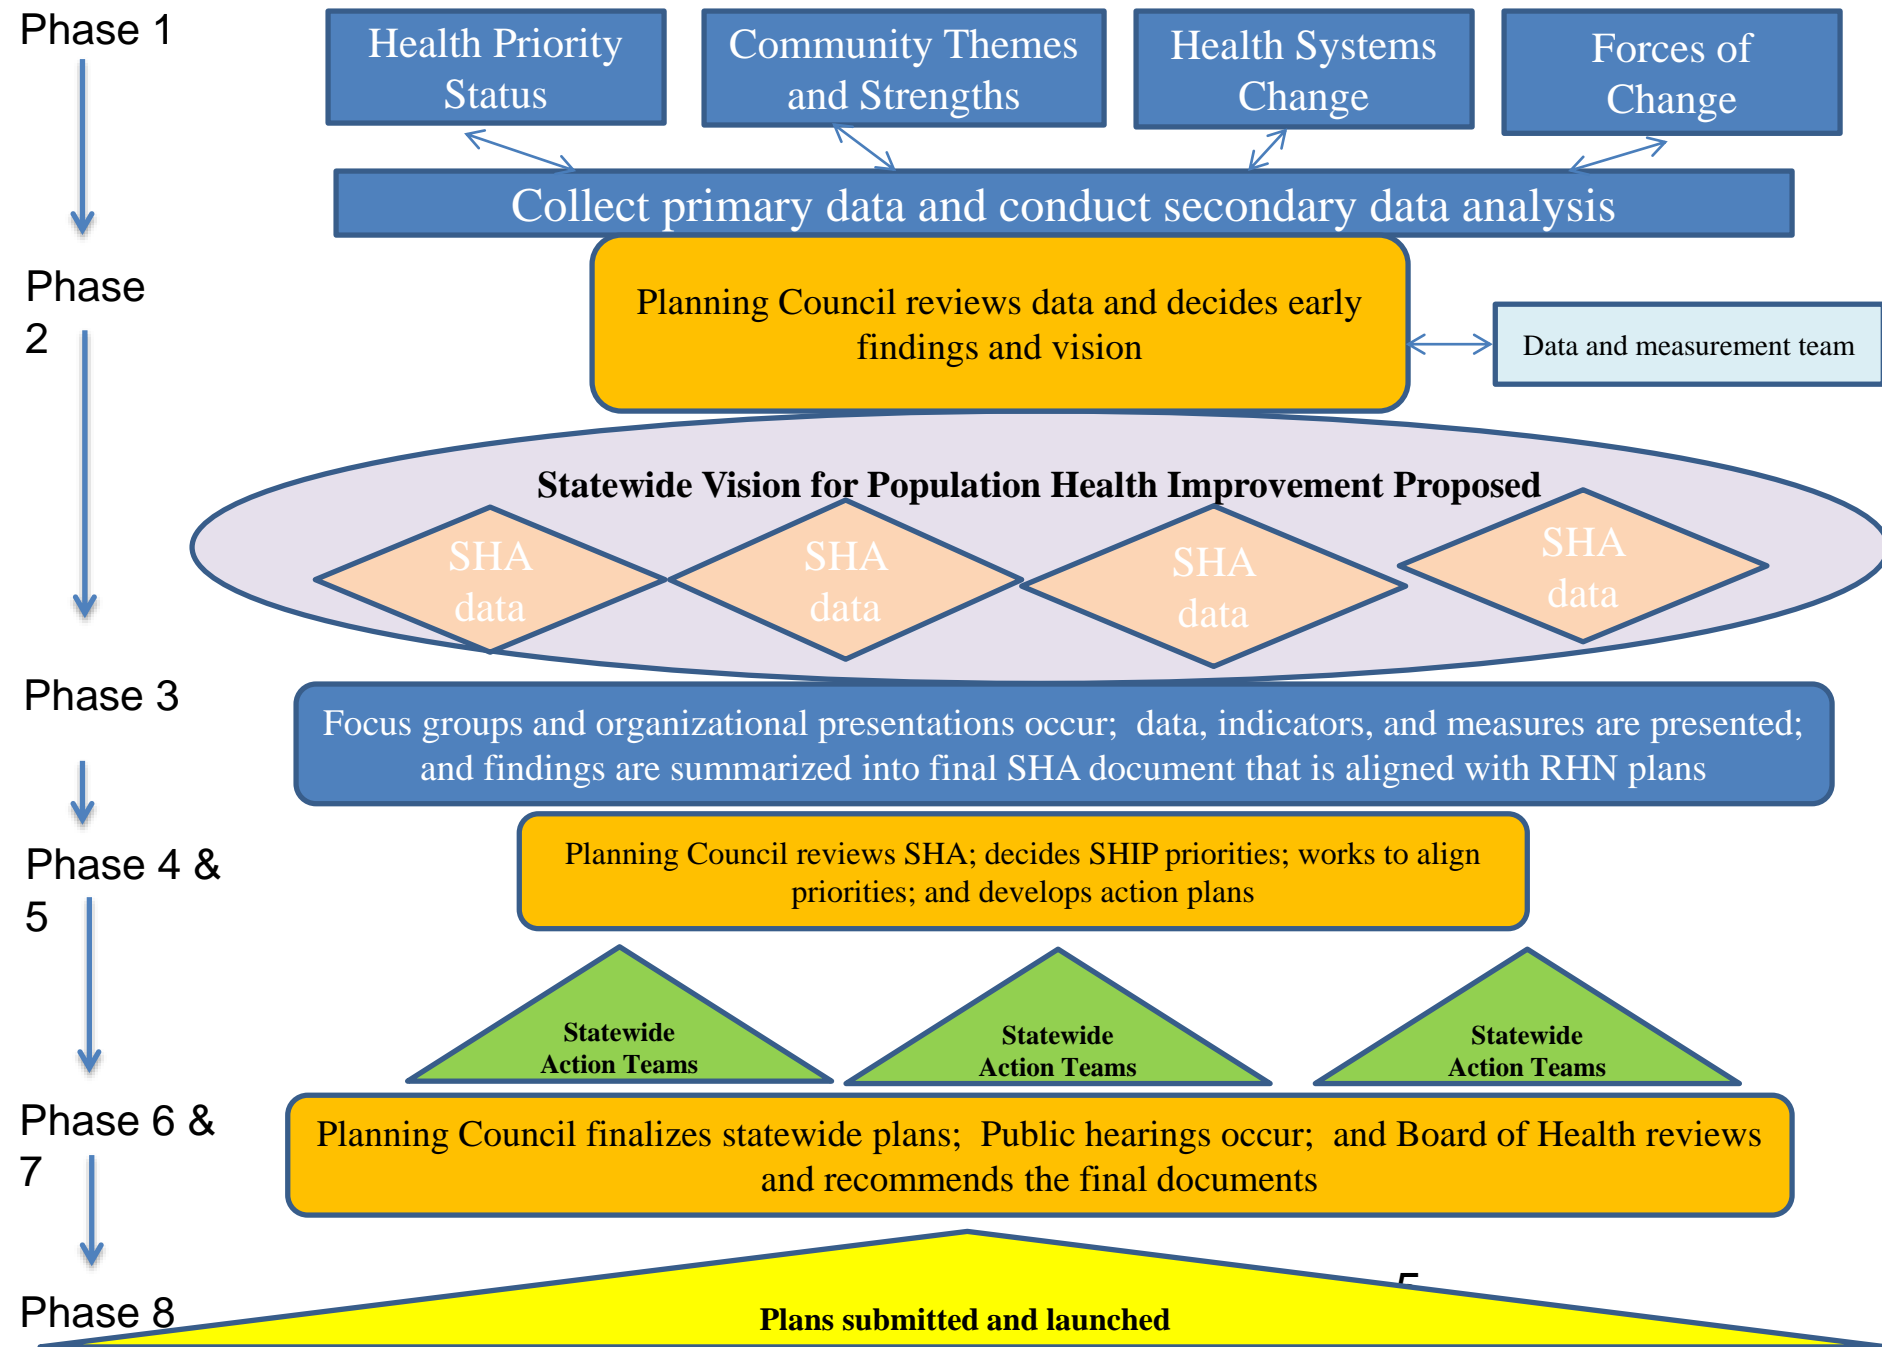 Phase 1
Health Priority
Status
Community Themes
and Strengths
Health Systems
Change
Forces of
Change
Collect primary data and conduct secondary data analysis
Phase
2
Planning Council reviews data and decides early
findings and vision
Data and measurement team
Statewide Vision for Population Health Improvement Proposed
SHA
data
SHA
data
SHA
data
SHA
data
Phase 3
Focus groups and organizational presentations occur; data, indicators, and measures are presented;
and findings are summarized into final SHA document that is aligned with RHN plans
Phase 4 &
5
Planning Council reviews SHA; decides SHIP priorities; works to align
priorities; and develops action plans
Statewide
Action Teams
Statewide
Action Teams
Statewide
Action Teams
Phase 6 &
7
Planning Council finalizes statewide plans; Public hearings occur; and Board of Health reviews
and recommends the final documents
Phase 8
Plans submitted and launched